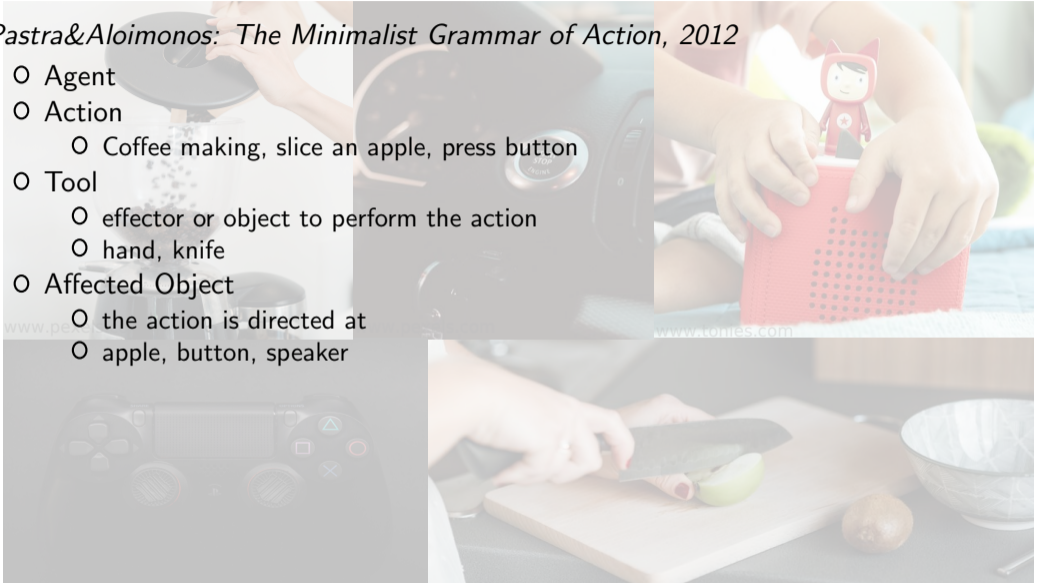 Pastra&Aloimonos: The Minimalist Grammar of Action, 2012
Agent
Action
Coffee making, slice an apple, press button
Tool
effector or object to perform the action
hand, knife
Affected Object
the action is directed at
apple, button, speaker
STOP
ENGINE
www.tonies.com